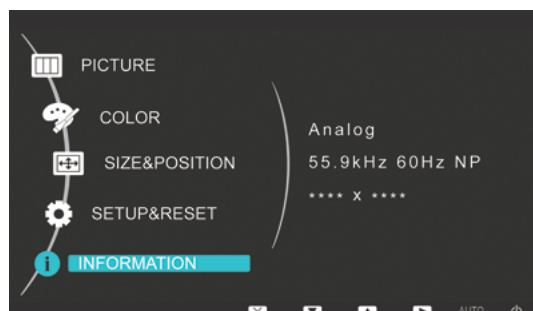 PICTURE
COLOR
SIZE&POSITION
SETUP&RESET
INFORMATION
Analog
55.9kHz 60Hz NP
**** x ****
AUTO